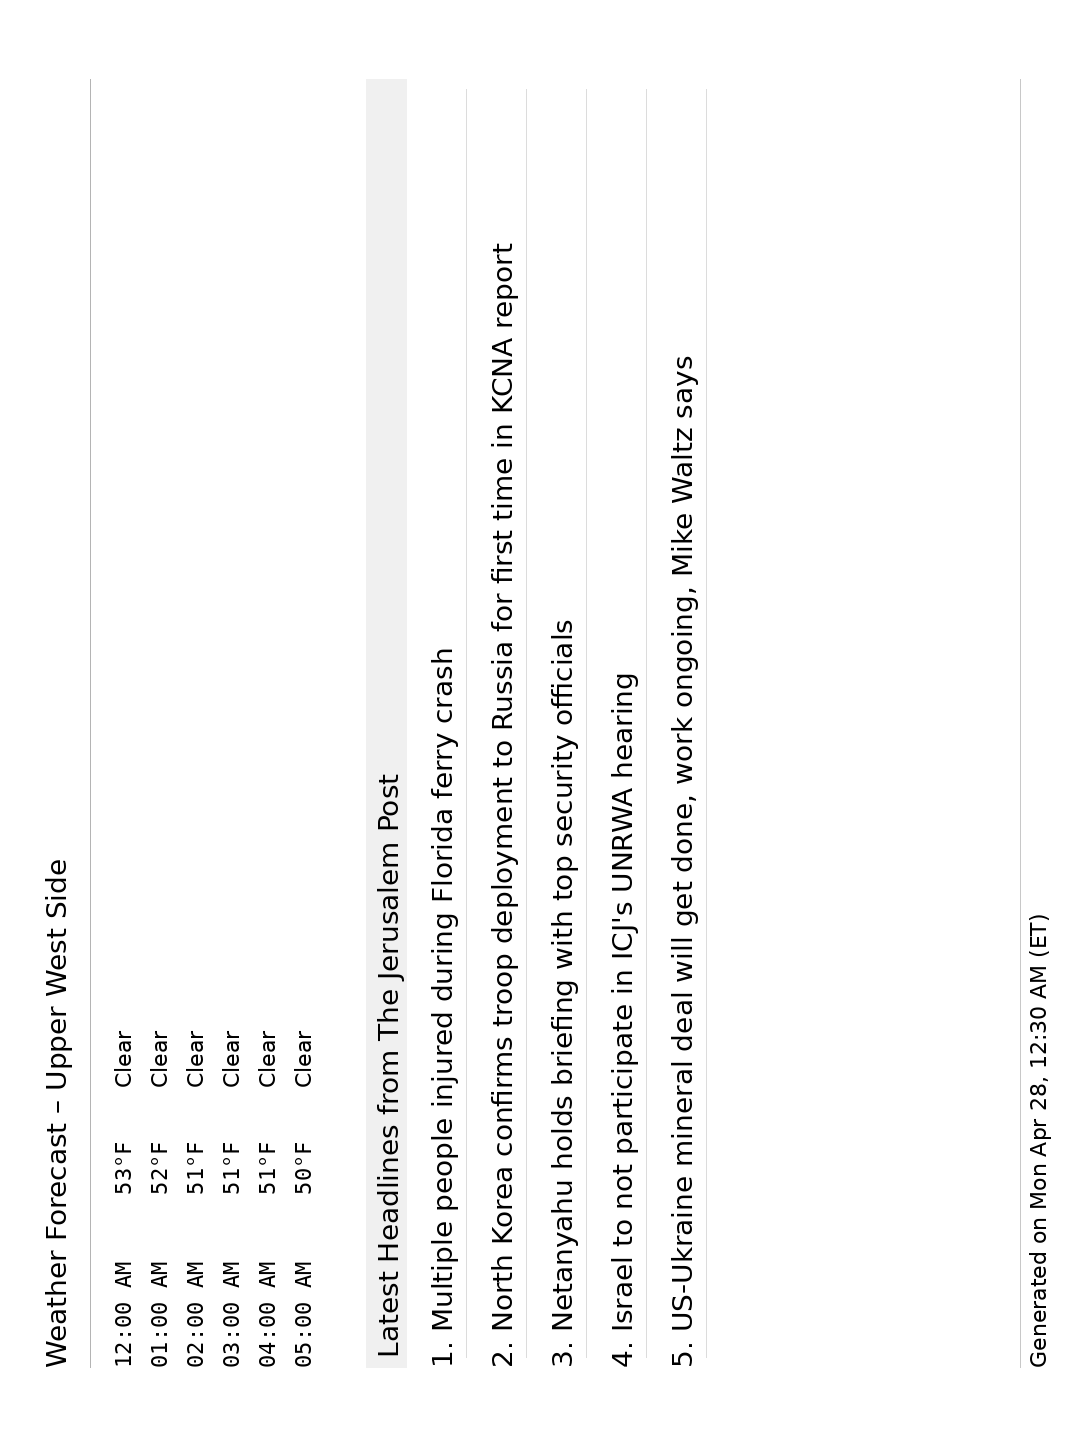 Weather Forecast – Upper West Side
12:00 AM 53°F Clear
01:00 AM 52°F Clear
02:00 AM 51°F Clear
03:00 AM 51°F Clear
04:00 AM 51°F Clear
05:00 AM 50°F Clear
Latest Headlines from The Jerusalem Post
1. Multiple people injured during Florida ferry crash
2. North Korea confirms troop deployment to Russia for first time in KCNA report
3. Netanyahu holds briefing with top security officials
4. Israel to not participate in ICJ's UNRWA hearing
5. US-Ukraine mineral deal will get done, work ongoing, Mike Waltz says
Generated on Mon Apr 28, 12:30 AM (ET)